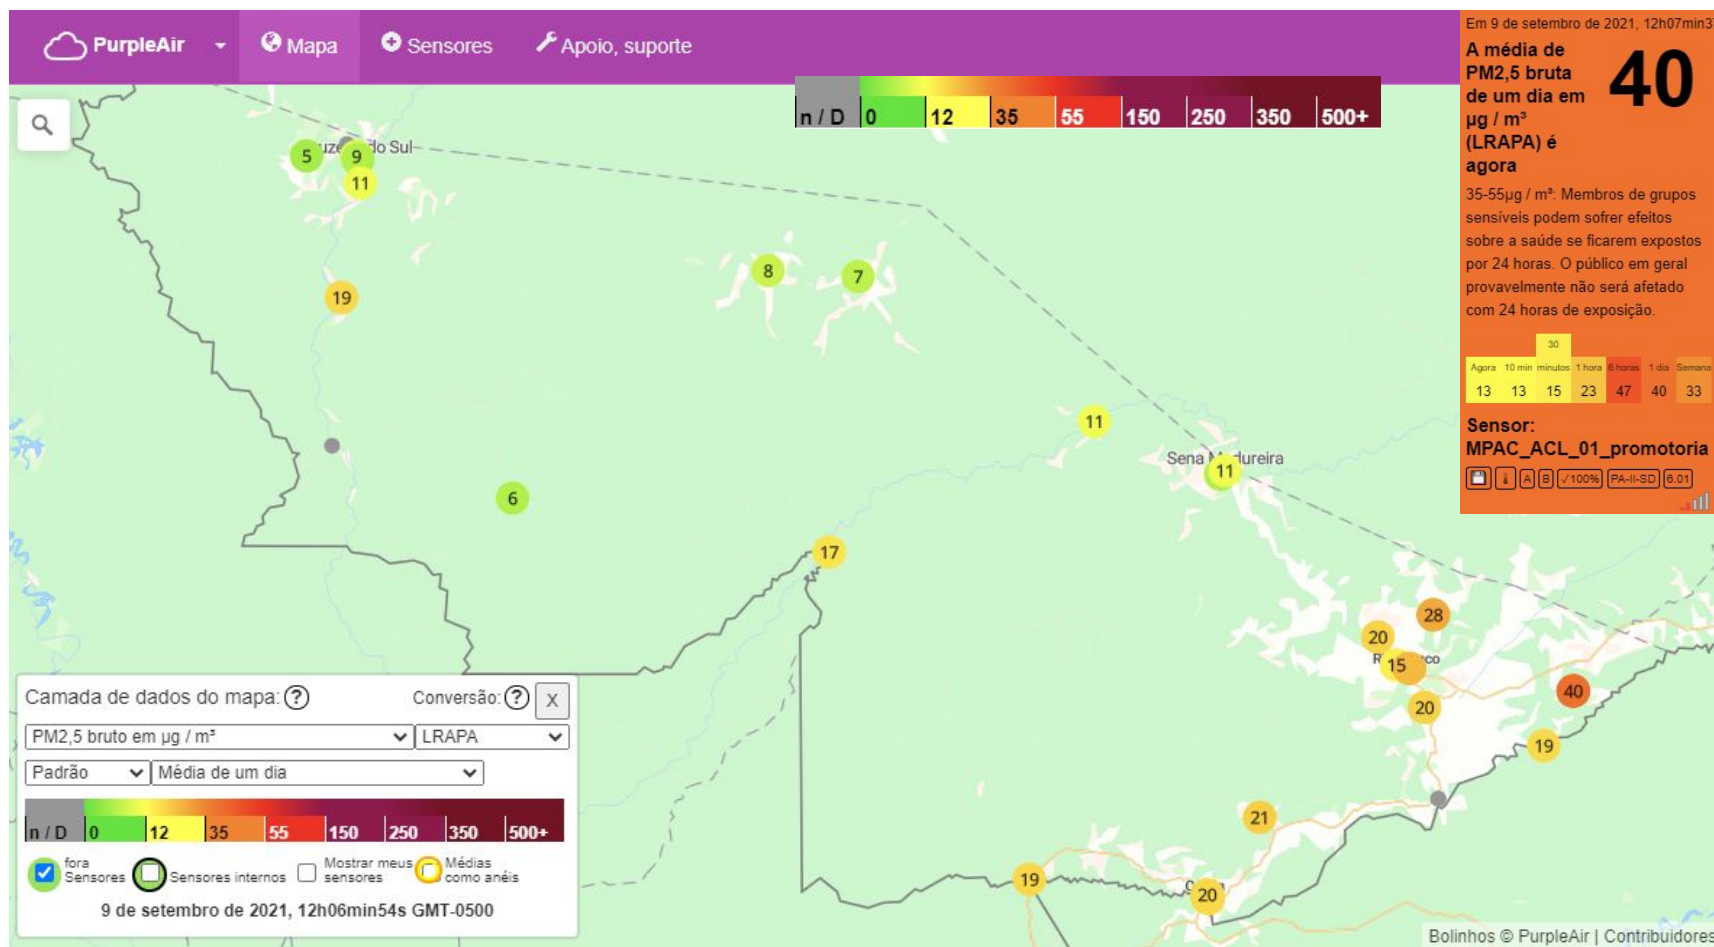 PurpleAir
Mapa
Sensores
Apoio, suporte
n / D 0 12 35 55 150 250 350 500+
Em 9 de setembro de 2021, 12h07min3
A média de
PM2,5 bruta
de um dia em
µg / m³
(LRAPA) é
agora
40
35-55µg / m³: Membros de grupos
sensíveis podem sofrer efeitos
sobre a saúde se ficarem expostos
por 24 horas. O público em geral
provavelmente não será afetado
com 24 horas de exposição.
30
Agora 10 min minutos 1 hora 6 horas 1 dia Semana
13 13 15 23 47 40 33
Sensor:
MPAC_ACL_01_promotoria
A B ✓100% PA-II-SD 6.01
5
9
do Sul
11
8
7
19
11
Sena Madureira
11
6
17
28
20
15
40
20
19
21
19
20
Camada de dados do mapa: ? Conversão: ? X
PM2,5 bruto em µg / m³ LRAPA
Padrão Média de um dia
n / D 0 12 35 55 150 250 350 500+
fora
Sensores
Sensores internos
Mostrar meus
sensores
Médias
como anéis
9 de setembro de 2021, 12h06min54s GMT-0500
Bolinhos © PurpleAir | Contribuidores